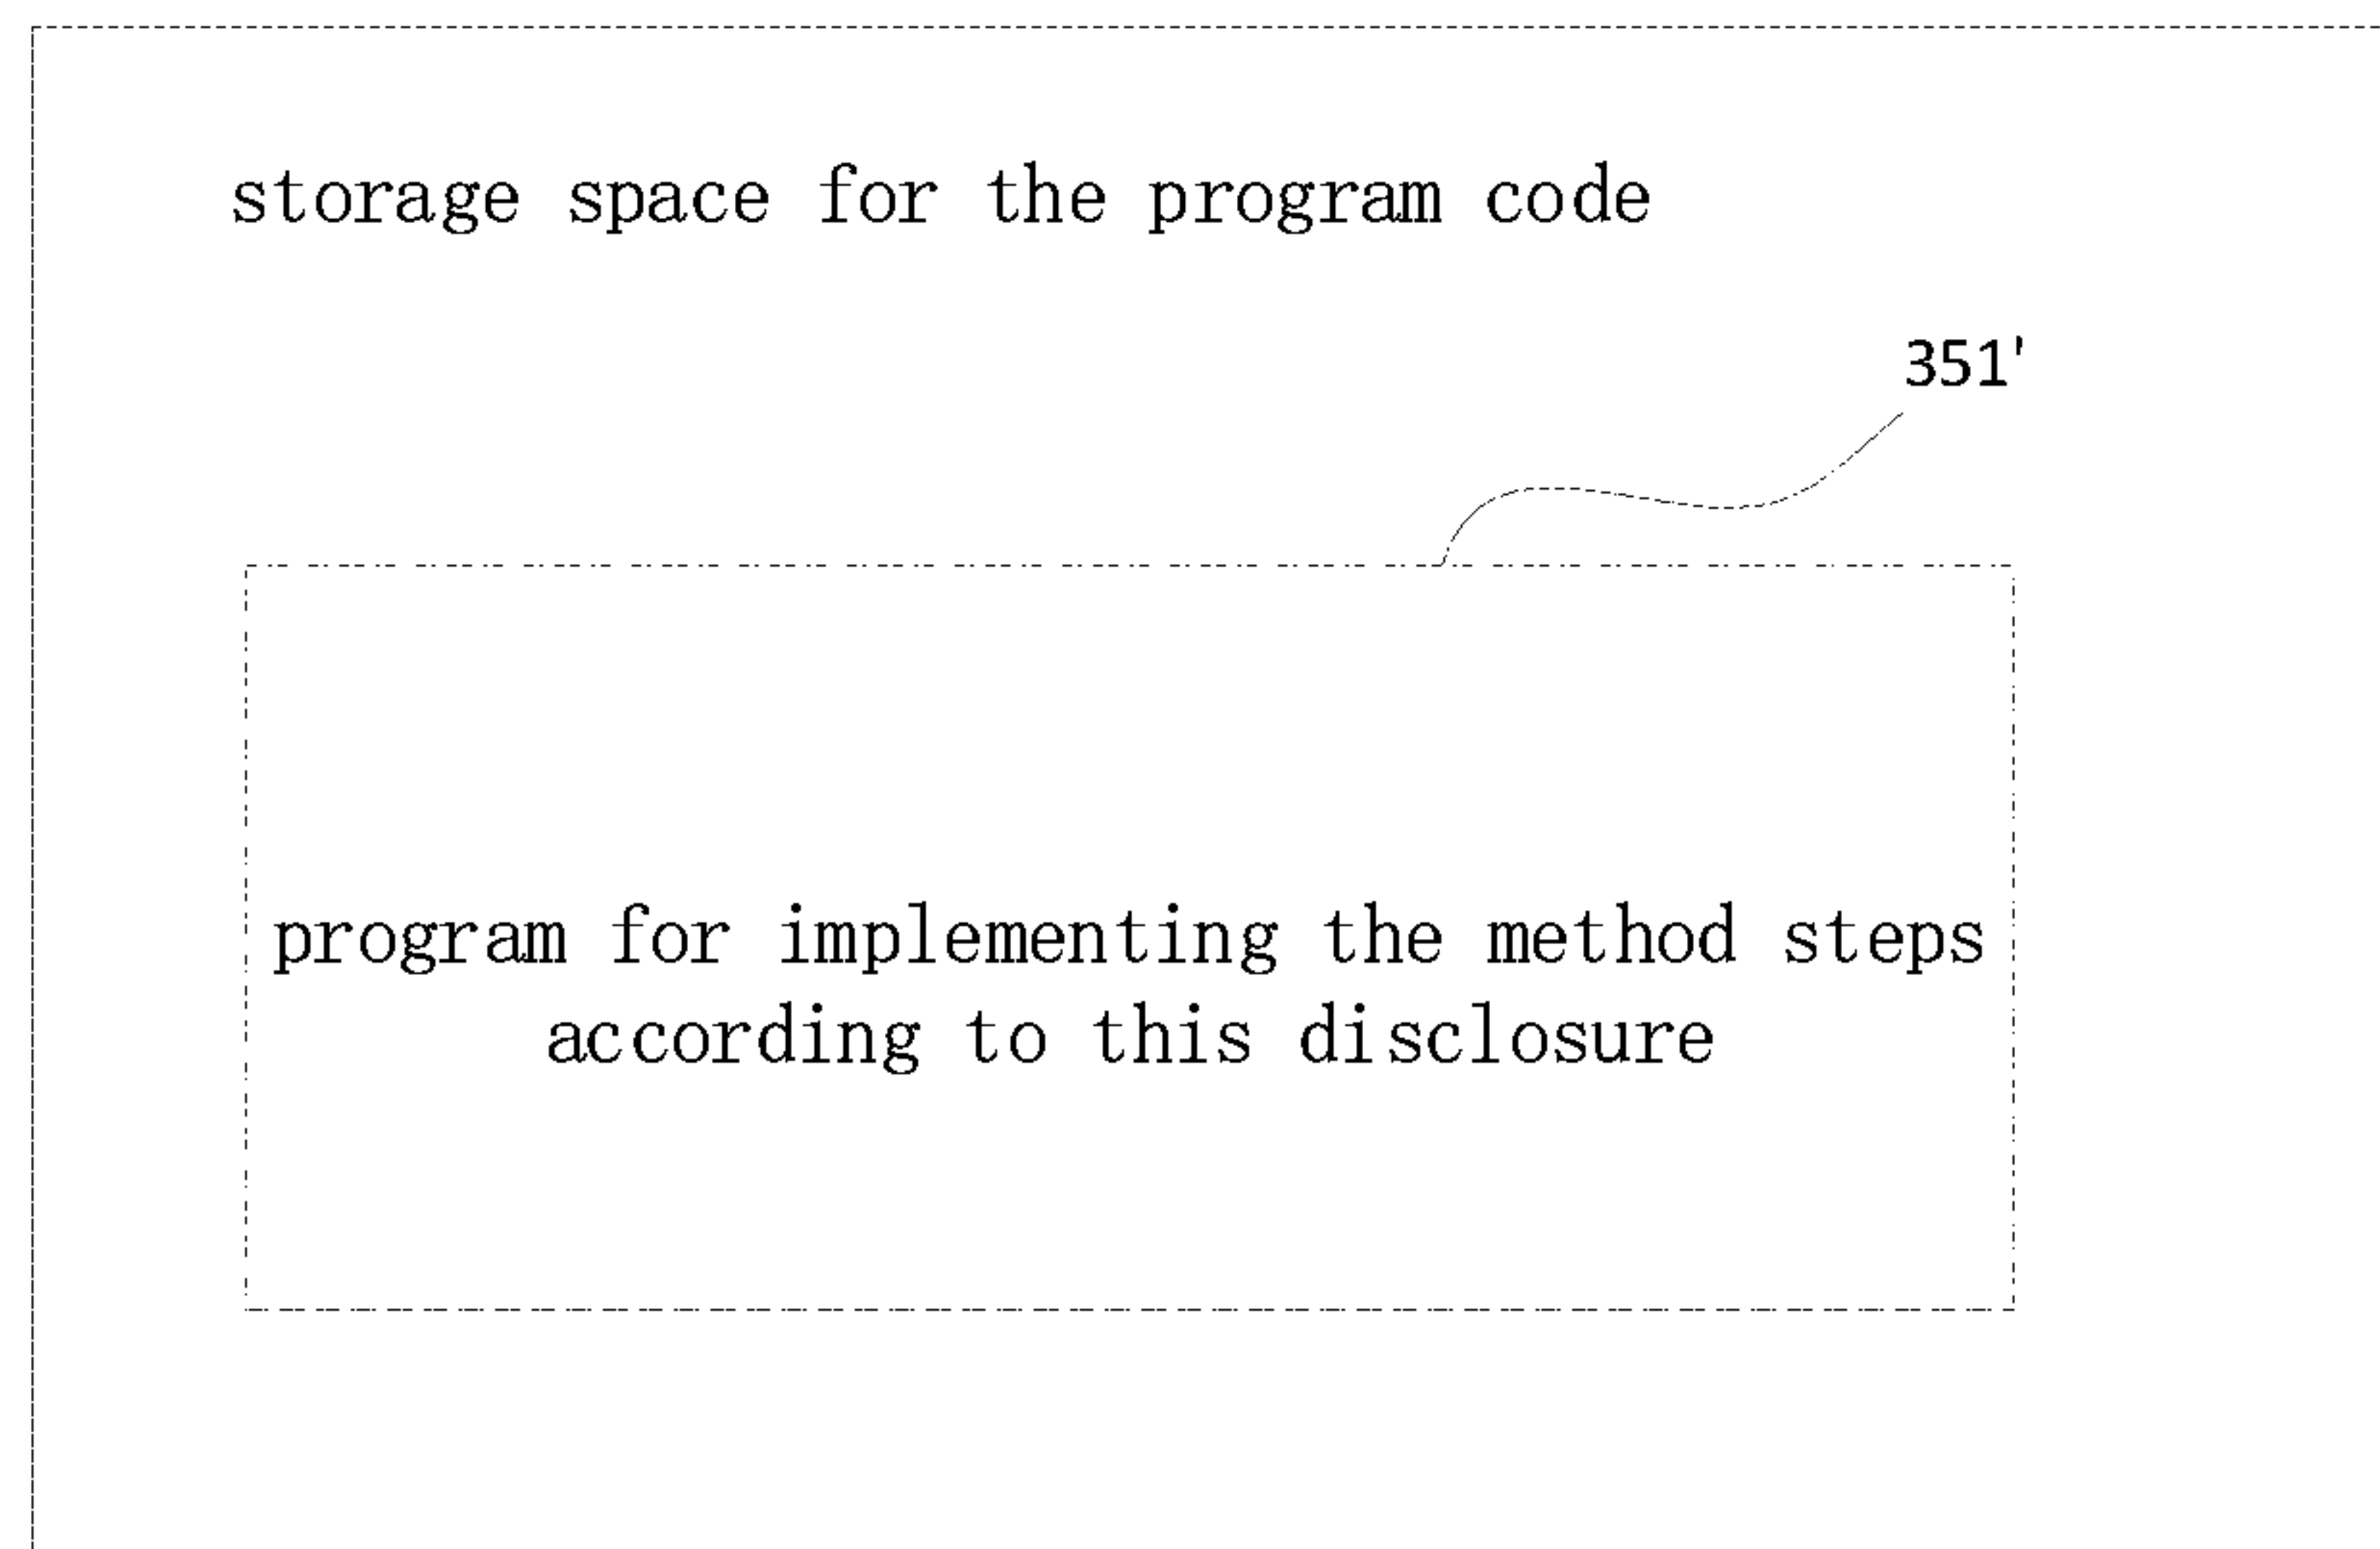 storage space for the program code
351'
program for implementing the method steps
according to this disclosure